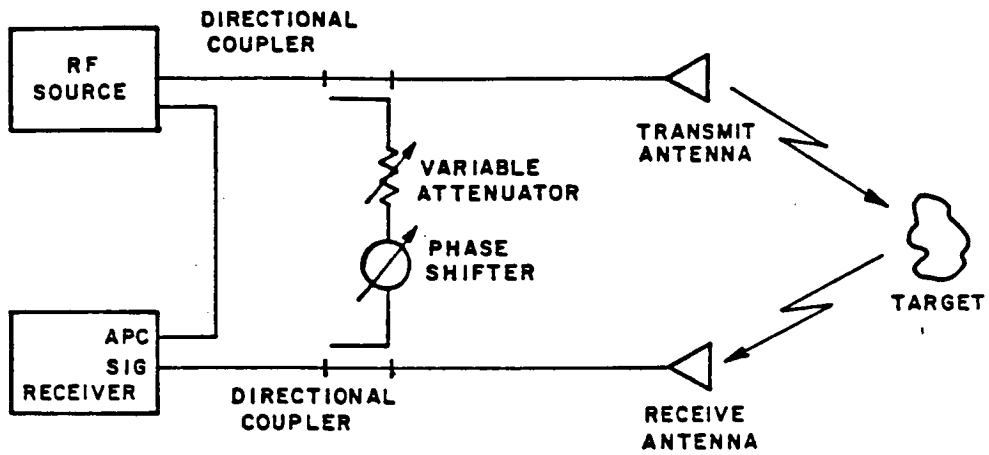 DIRECTIONAL
COUPLER
RF
SOURCE
TRANSMIT
ANTENNA
VARIABLE
ATTENUATOR
PHASE
SHIFTER
TARGET
APC
SIG
RECEIVER
DIRECTIONAL
COUPLER
RECEIVE
ANTENNA